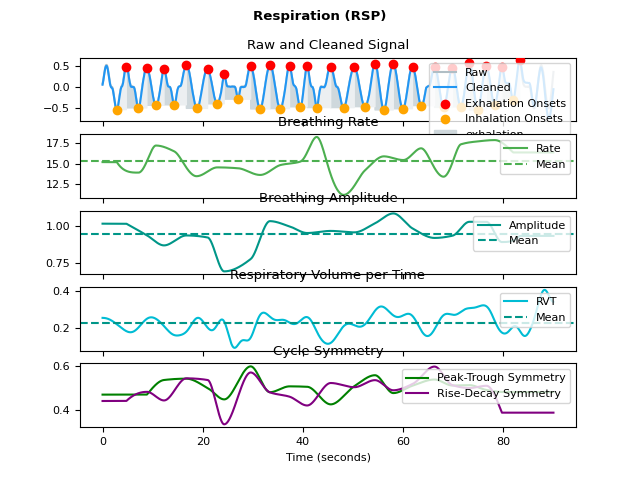 Respiration (RSP)
Raw and Cleaned Signal
0.5
0.0
−0.5
Raw
Cleaned
Exhalation Onsets
Inhalation Onsets
exhalation
Breathing Rate
17.5
15.0
12.5
Rate
Mean
Breathing Amplitude
1.00
0.75
Amplitude
Mean
Respiratory Volume per Time
0.4
0.2
RVT
Mean
Cycle Symmetry
0.6
0.4
Peak-Trough Symmetry
Rise-Decay Symmetry
0 20 40 60 80
Time (seconds)